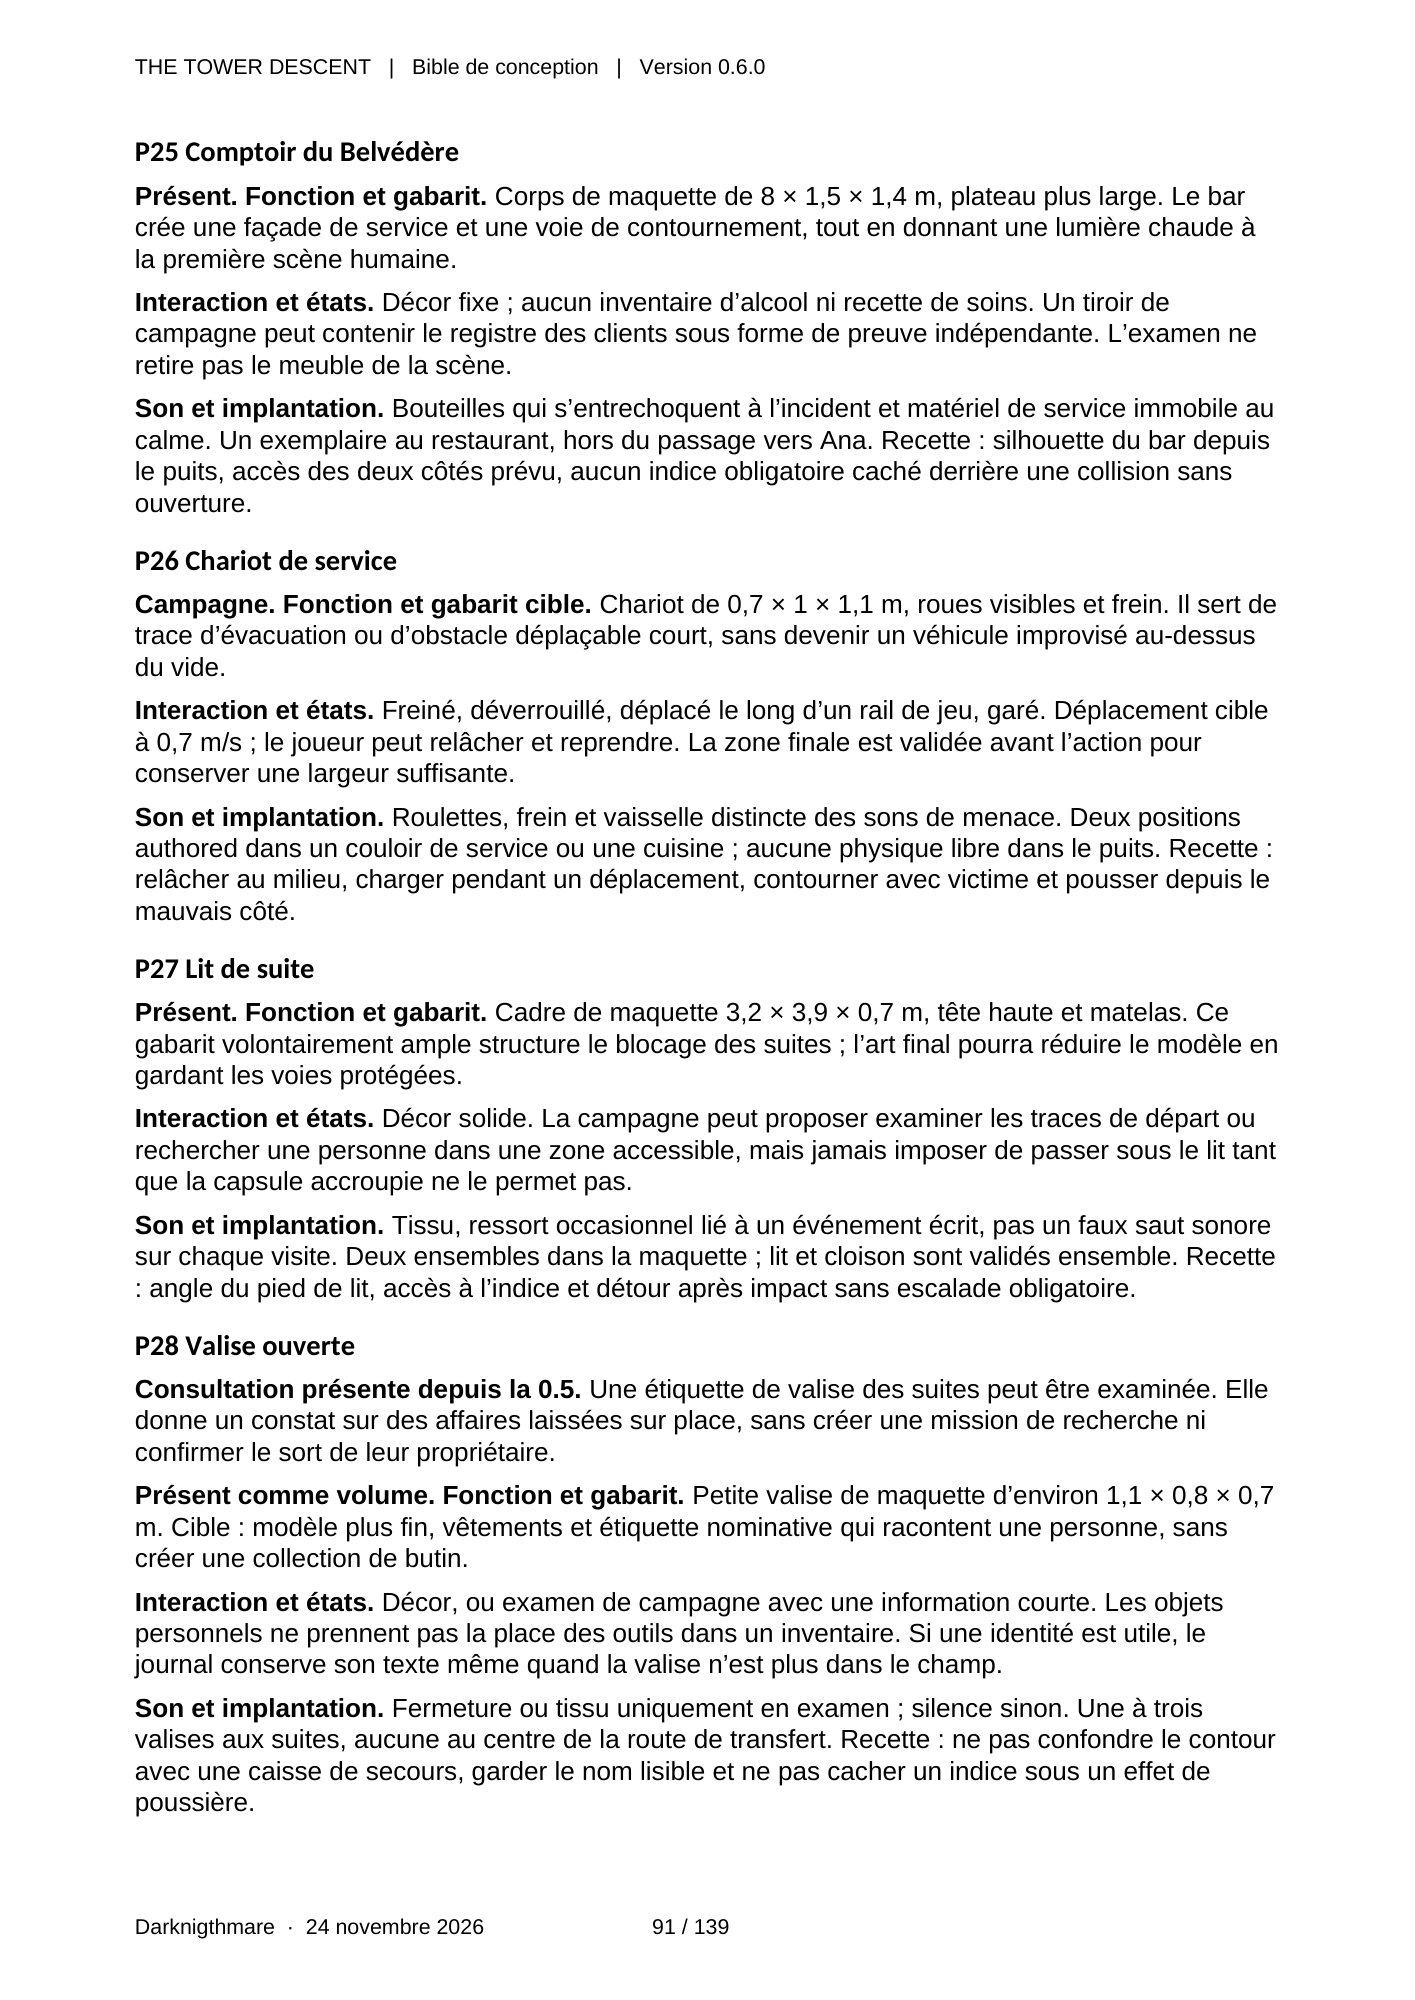 THE TOWER DESCENT | Bible de conception | Version 0.6.0
P25 Comptoir du Belvédère
Présent. Fonction et gabarit. Corps de maquette de 8 × 1,5 × 1,4 m, plateau plus large. Le bar
crée une façade de service et une voie de contournement, tout en donnant une lumière chaude à
la première scène humaine.
Interaction et états. Décor fixe ; aucun inventaire d’alcool ni recette de soins. Un tiroir de
campagne peut contenir le registre des clients sous forme de preuve indépendante. L’examen ne
retire pas le meuble de la scène.
Son et implantation. Bouteilles qui s’entrechoquent à l’incident et matériel de service immobile au
calme. Un exemplaire au restaurant, hors du passage vers Ana. Recette : silhouette du bar depuis
le puits, accès des deux côtés prévu, aucun indice obligatoire caché derrière une collision sans
ouverture.
P26 Chariot de service
Campagne. Fonction et gabarit cible. Chariot de 0,7 × 1 × 1,1 m, roues visibles et frein. Il sert de
trace d’évacuation ou d’obstacle déplaçable court, sans devenir un véhicule improvisé au-dessus
du vide.
Interaction et états. Freiné, déverrouillé, déplacé le long d’un rail de jeu, garé. Déplacement cible
à 0,7 m/s ; le joueur peut relâcher et reprendre. La zone finale est validée avant l’action pour
conserver une largeur suffisante.
Son et implantation. Roulettes, frein et vaisselle distincte des sons de menace. Deux positions
authored dans un couloir de service ou une cuisine ; aucune physique libre dans le puits. Recette :
relâcher au milieu, charger pendant un déplacement, contourner avec victime et pousser depuis le
mauvais côté.
P27 Lit de suite
Présent. Fonction et gabarit. Cadre de maquette 3,2 × 3,9 × 0,7 m, tête haute et matelas. Ce
gabarit volontairement ample structure le blocage des suites ; l’art final pourra réduire le modèle en
gardant les voies protégées.
Interaction et états. Décor solide. La campagne peut proposer examiner les traces de départ ou
rechercher une personne dans une zone accessible, mais jamais imposer de passer sous le lit tant
que la capsule accroupie ne le permet pas.
Son et implantation. Tissu, ressort occasionnel lié à un événement écrit, pas un faux saut sonore
sur chaque visite. Deux ensembles dans la maquette ; lit et cloison sont validés ensemble. Recette
: angle du pied de lit, accès à l’indice et détour après impact sans escalade obligatoire.
P28 Valise ouverte
Consultation présente depuis la 0.5. Une étiquette de valise des suites peut être examinée. Elle
donne un constat sur des affaires laissées sur place, sans créer une mission de recherche ni
confirmer le sort de leur propriétaire.
Présent comme volume. Fonction et gabarit. Petite valise de maquette d’environ 1,1 × 0,8 × 0,7
m. Cible : modèle plus fin, vêtements et étiquette nominative qui racontent une personne, sans
créer une collection de butin.
Interaction et états. Décor, ou examen de campagne avec une information courte. Les objets
personnels ne prennent pas la place des outils dans un inventaire. Si une identité est utile, le
journal conserve son texte même quand la valise n’est plus dans le champ.
Son et implantation. Fermeture ou tissu uniquement en examen ; silence sinon. Une à trois
valises aux suites, aucune au centre de la route de transfert. Recette : ne pas confondre le contour
avec une caisse de secours, garder le nom lisible et ne pas cacher un indice sous un effet de
poussière.
Darknigthmare · 24 novembre 2026 91 / 139